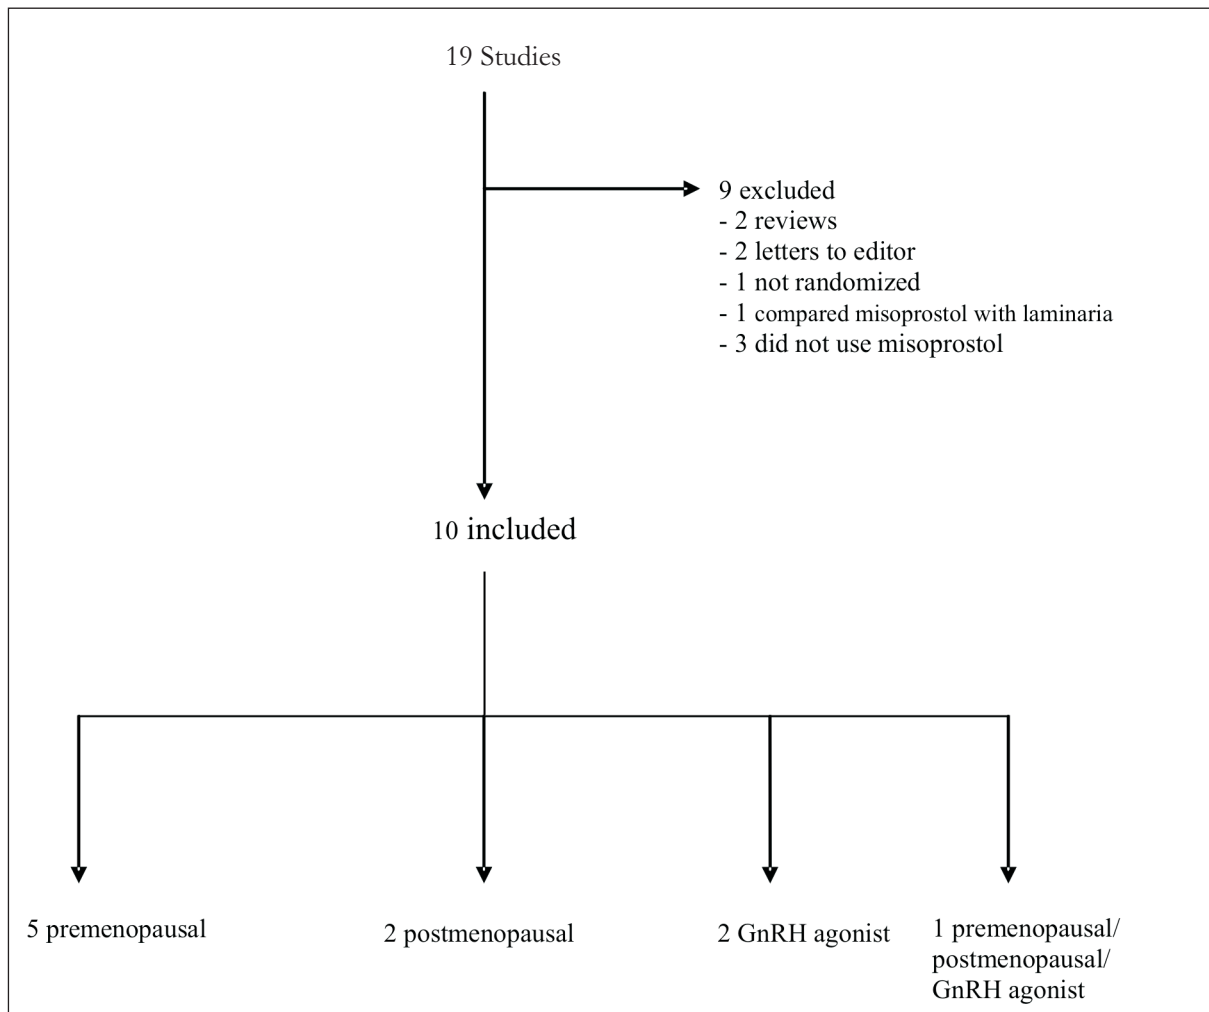 19 Studies
9 excluded
- 2 reviews
- 2 letters to editor
- 1 not randomized
- 1 compared misoprostol with laminaria
- 3 did not use misoprostol
10 included
5 premenopausal
2 postmenopausal
2 GnRH agonist
1 premenopausal/
postmenopausal/
GnRH agonist